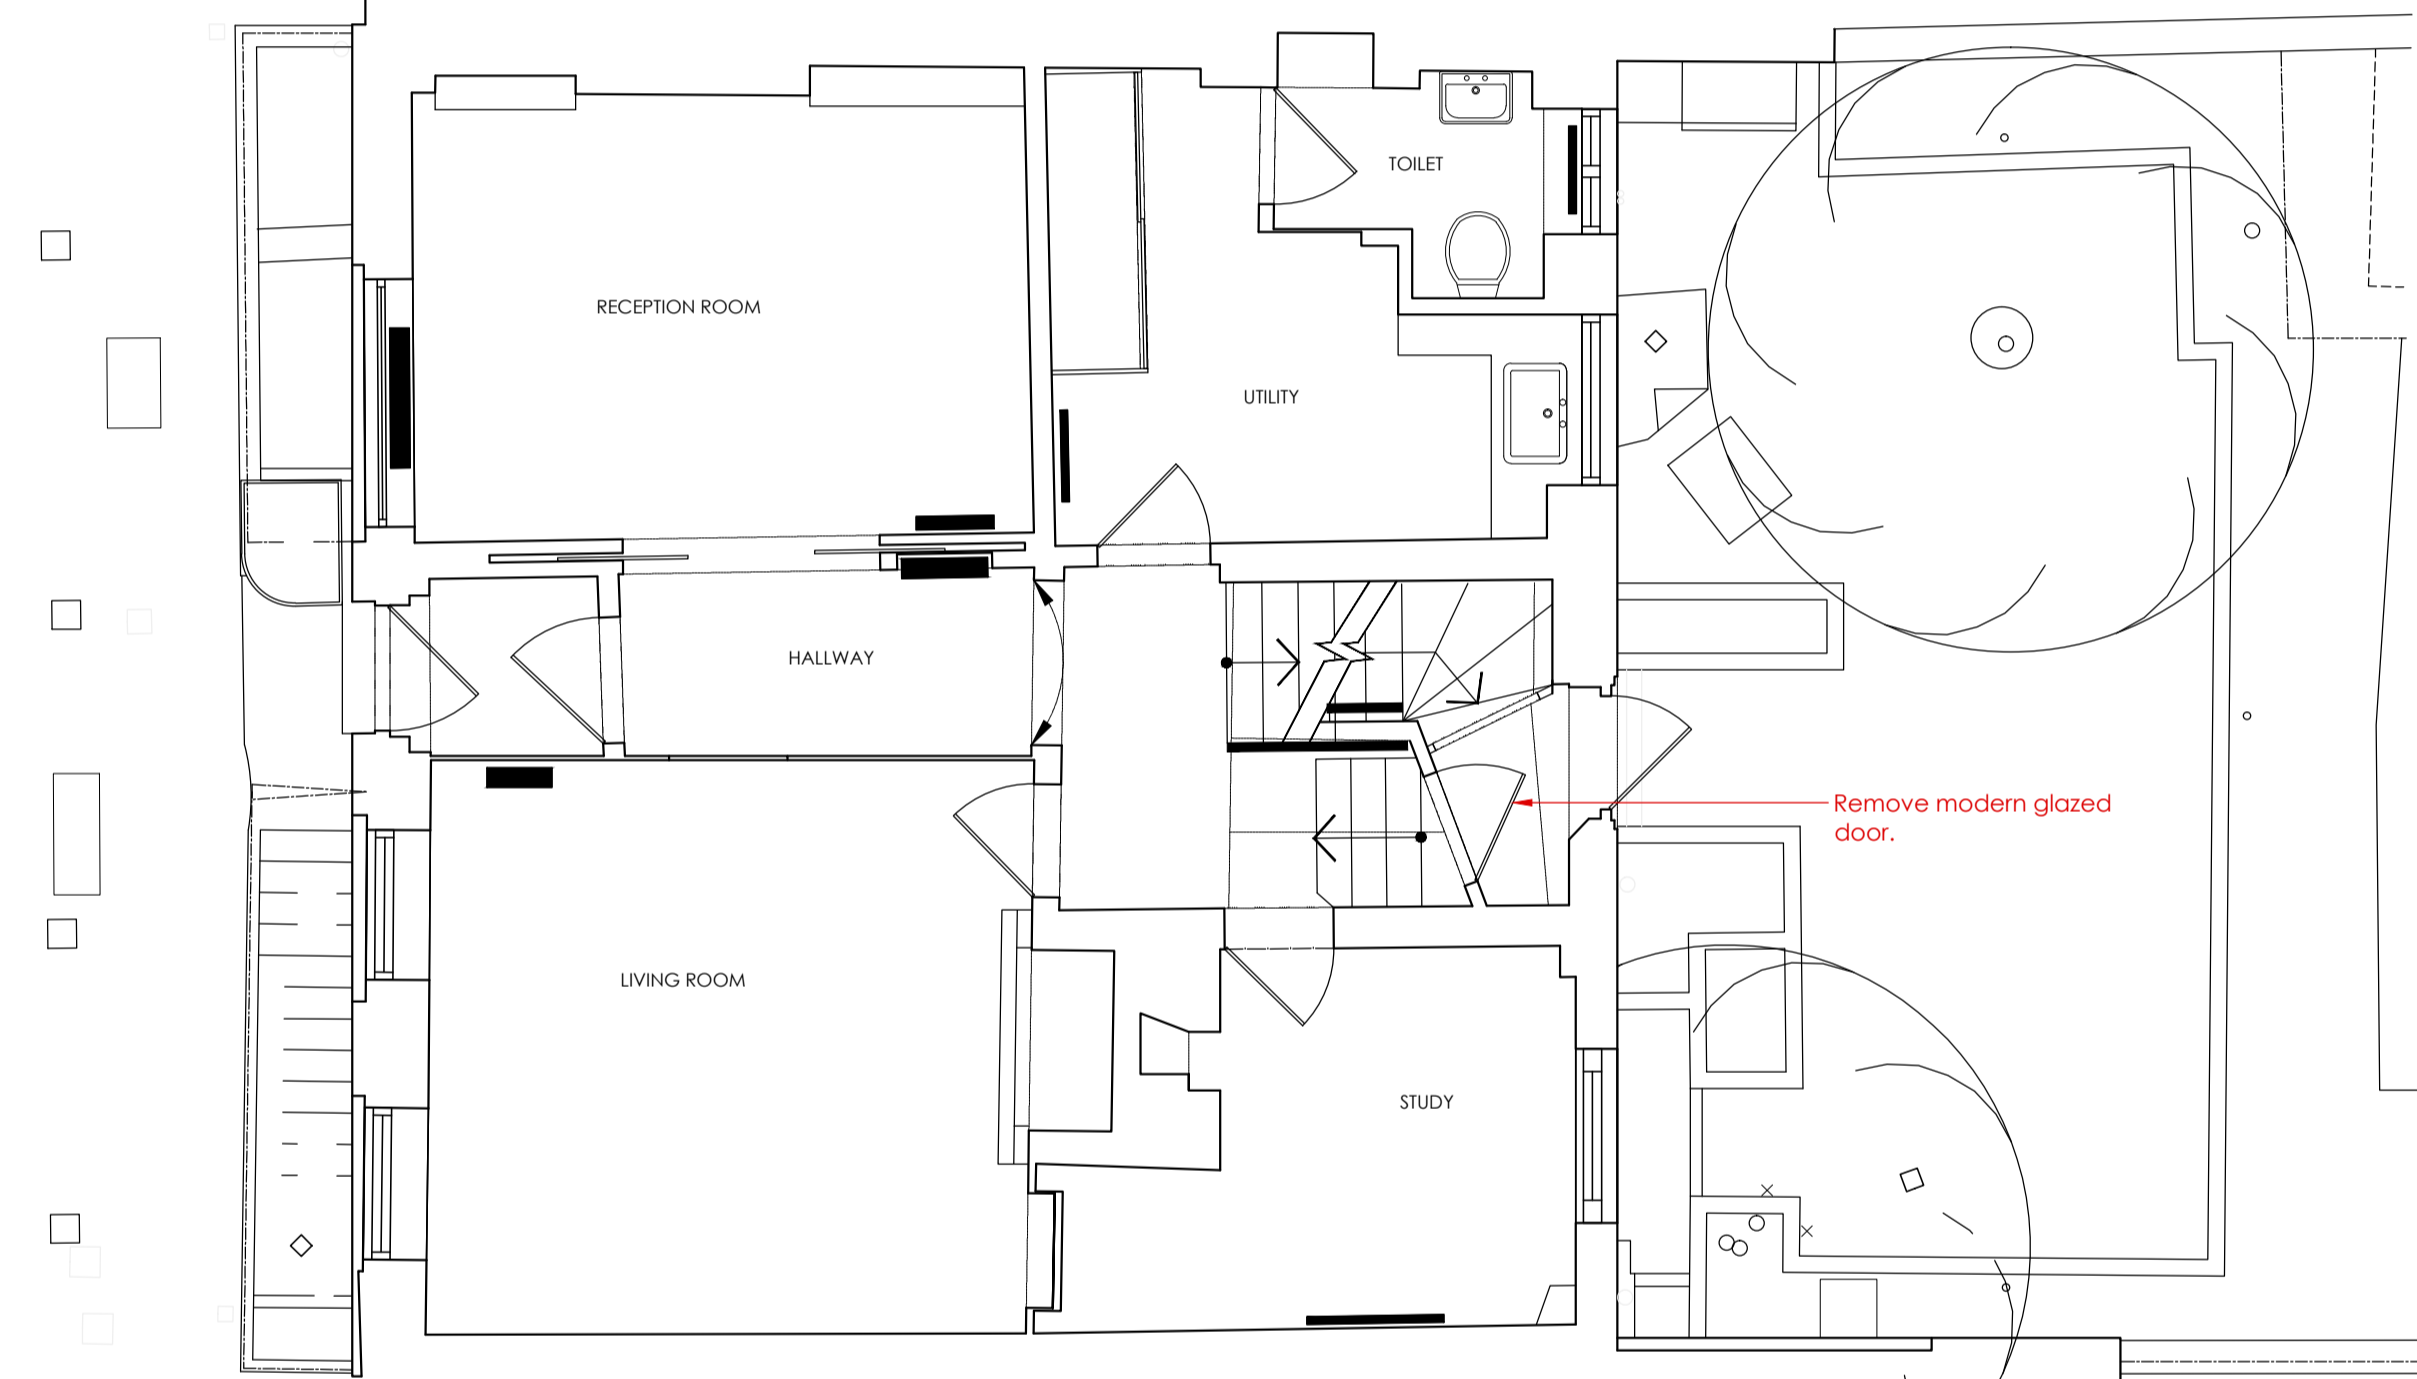 TOILET
RECEPTION ROOM
UTILITY
HALLWAY
Remove modern glazed
door.
LIVING ROOM
STUDY